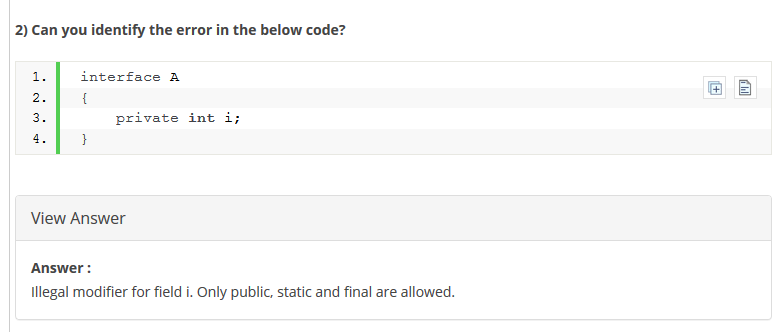 2) Can you identify the error in the below code?
1. interface A
2. {
3. private int i;
4. }
View Answer
Answer :
Illegal modifier for field i. Only public, static and final are allowed.